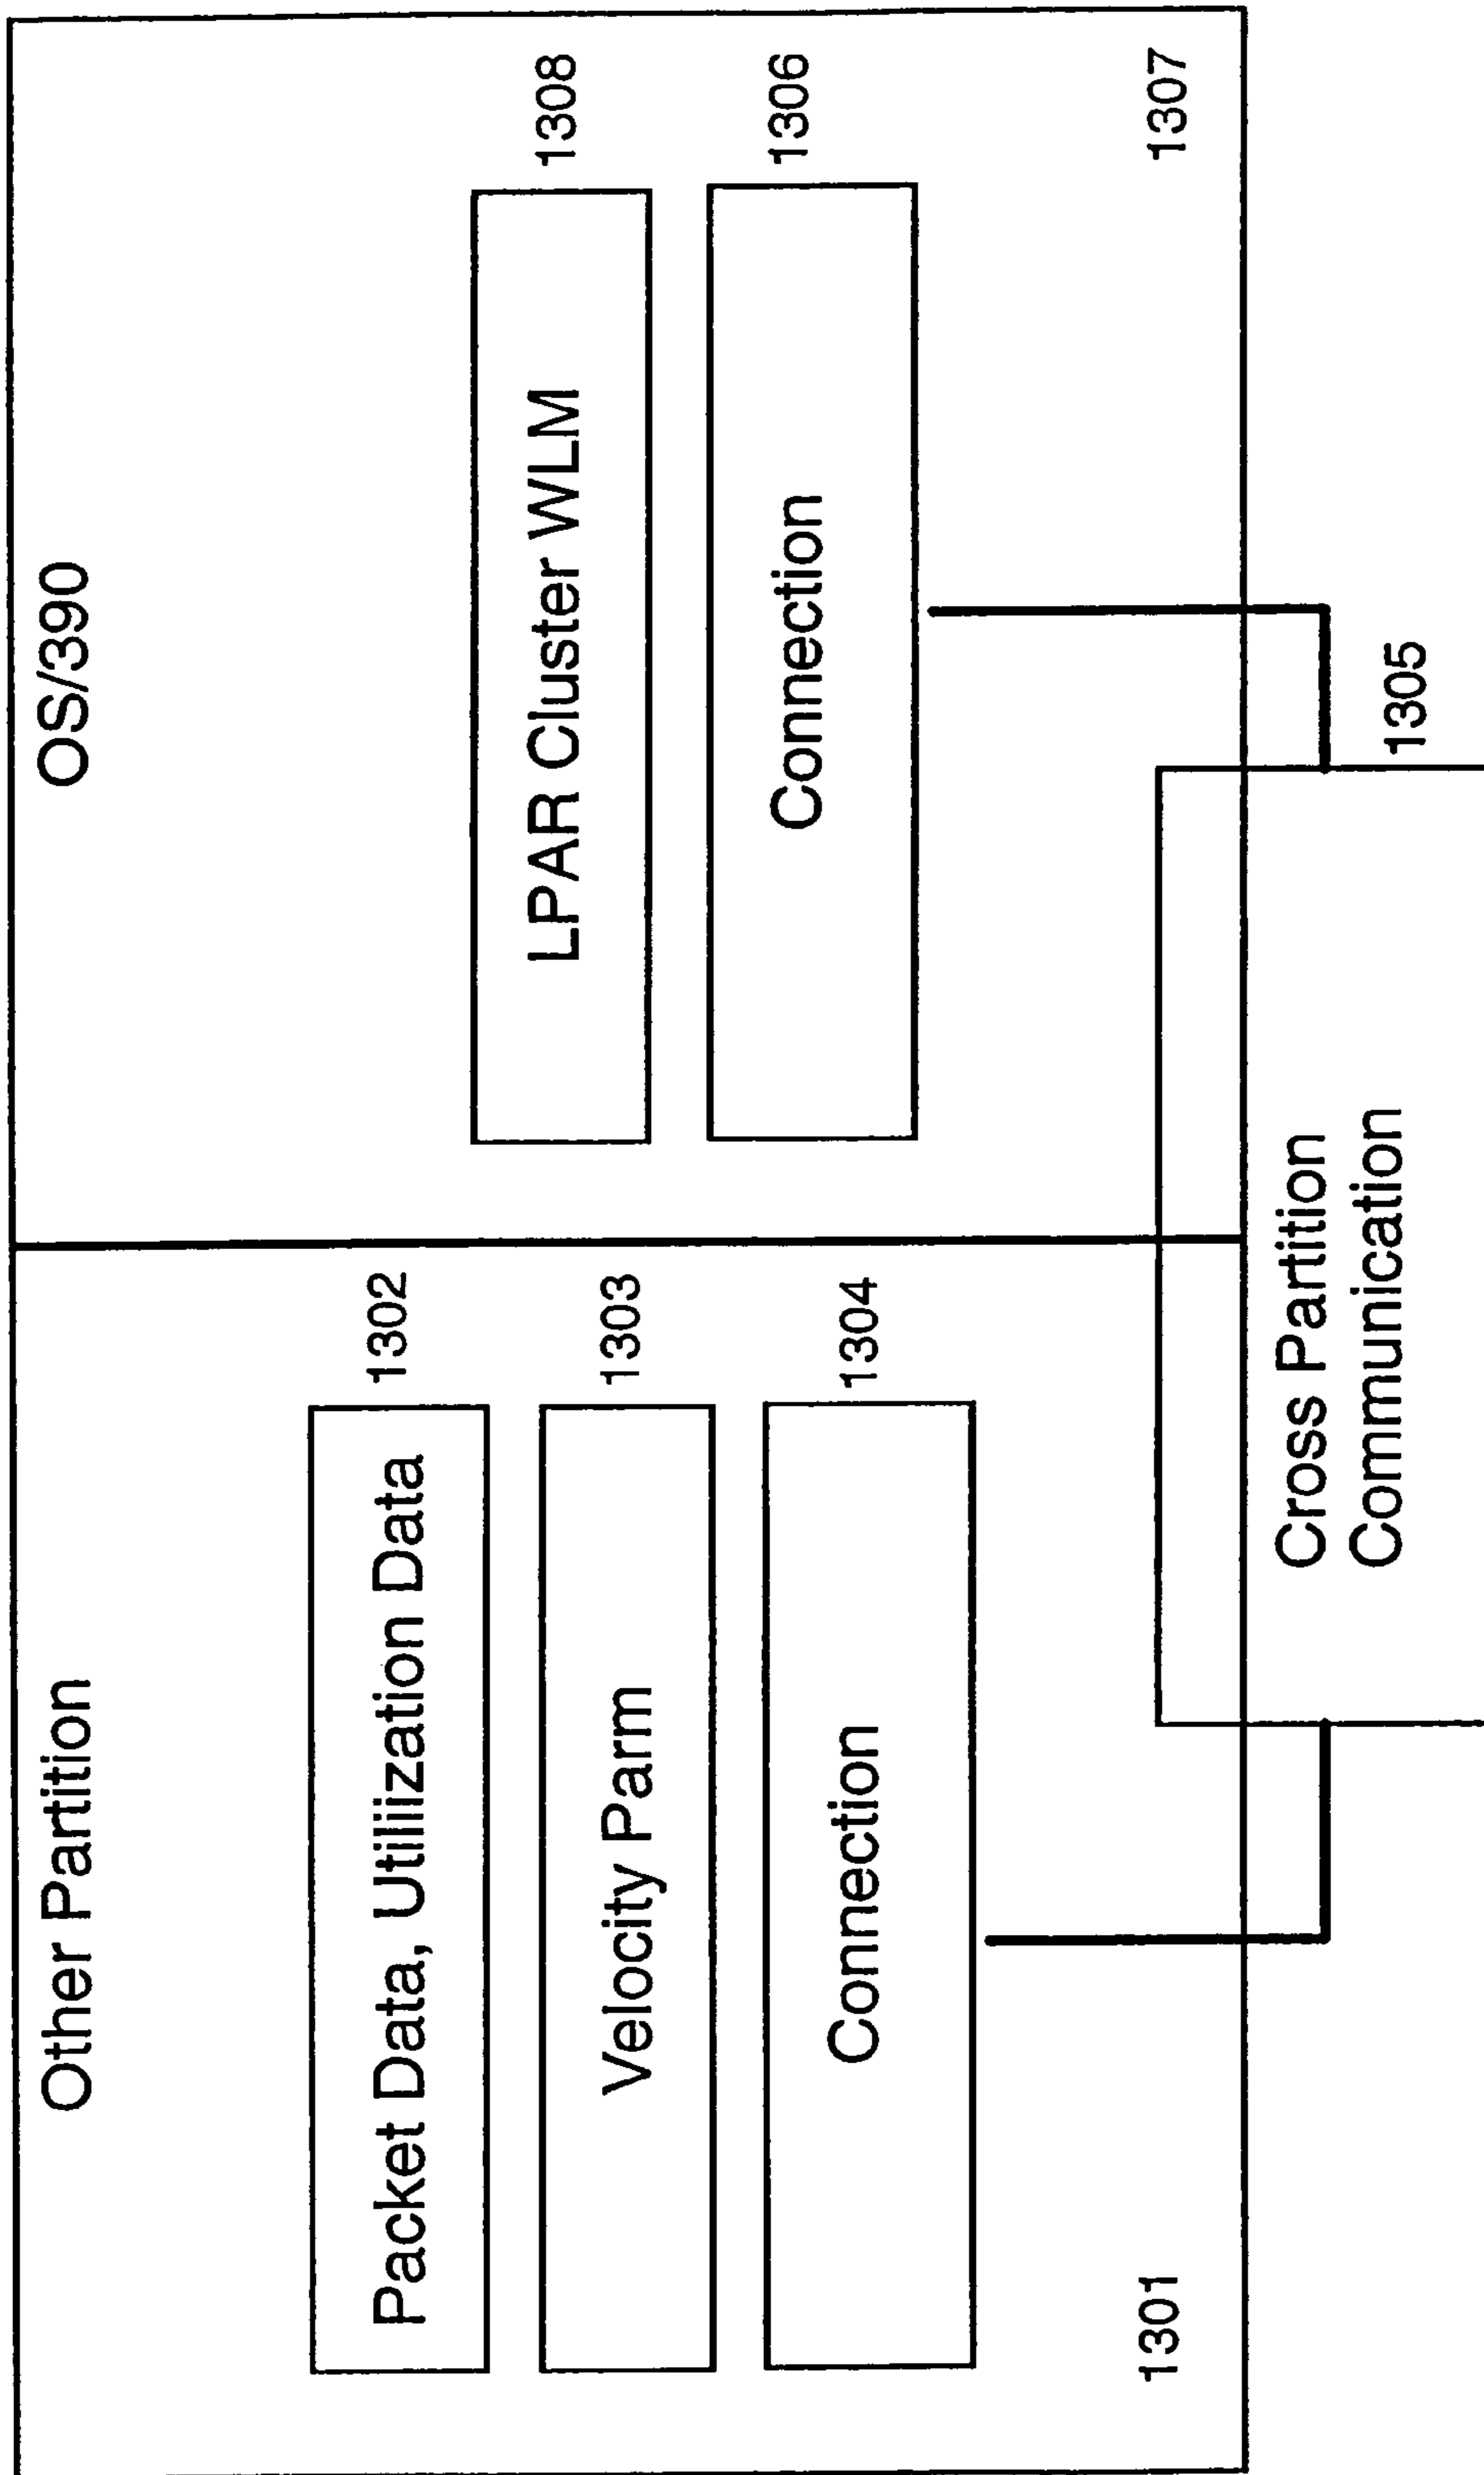 Other Partition
Packet Data, Utilization Data
1302
Velocity Parm
1303
Connection
1304
1301
OS/390
LPAR Cluster WLM
1308
Connection
1306
1307
Cross Partition
Communication
1305